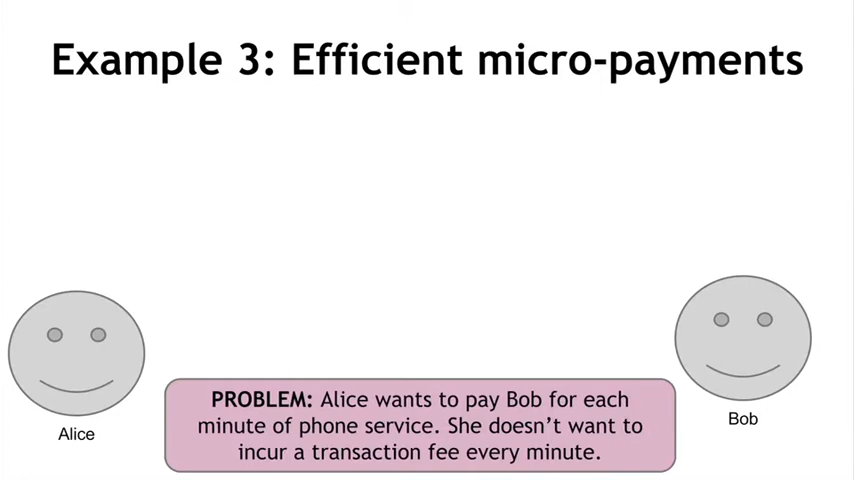 Example 3: Efficient micro-payments
Alice
PROBLEM: Alice wants to pay Bob for each
minute of phone service. She doesn’t want to
incur a transaction fee every minute.
Bob